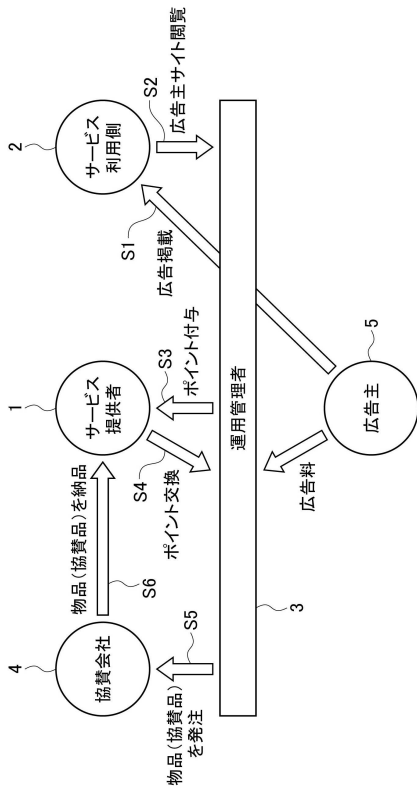 4
協賛会社
物品(協賛品)を納品
S6
1
サービス
提供者
2
サービス
利用側
物品(協賛品)
を発注
S5
S4
ポイント交換
S3
ポイント付与
S1
広告掲載
S2
広告主サイト閲覧
3
運用管理者
広告料
5
広告主